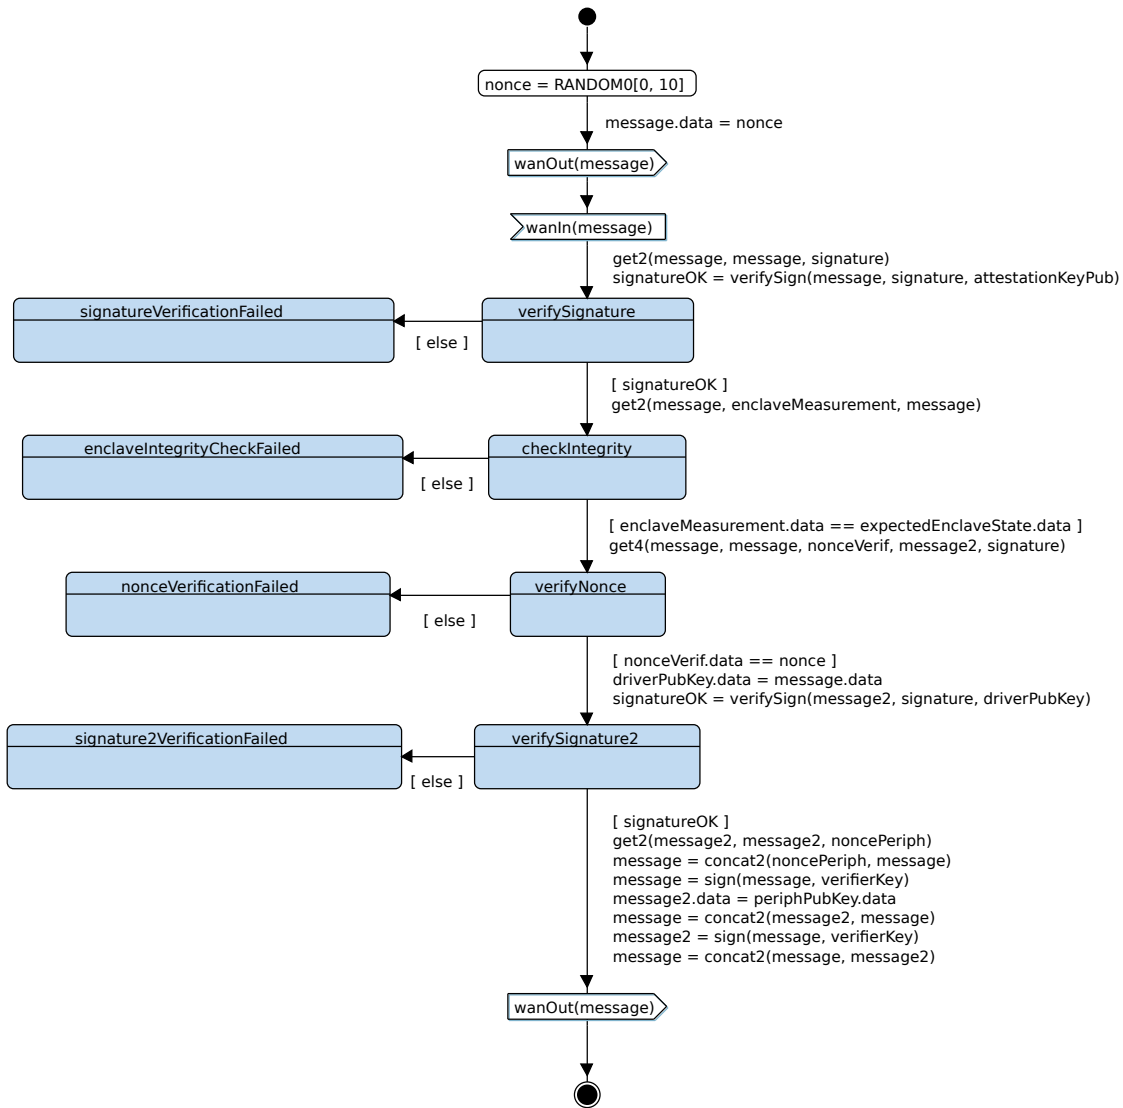 nonce = RANDOM0[0, 10]
message.data = nonce
wanOut(message)
wanIn(message)
get2(message, message, signature)
signatureOK = verifySign(message, signature, attestationKeyPub)
signatureVerificationFailed
verifySignature
[ else ]
[ signatureOK ]
get2(message, enclaveMeasurement, message)
enclaveIntegrityCheckFailed
checkIntegrity
[ else ]
[ enclaveMeasurement.data == expectedEnclaveState.data ]
get4(message, message, nonceVerif, message2, signature)
nonceVerificationFailed
verifyNonce
[ else ]
[ nonceVerif.data == nonce ]
driverPubKey.data = message.data
signatureOK = verifySign(message2, signature, driverPubKey)
signature2VerificationFailed
verifySignature2
[ else ]
[ signatureOK ]
get2(message2, message2, noncePeriph)
message = concat2(noncePeriph, message)
message = sign(message, verifierKey)
message2.data = periphPubKey.data
message = concat2(message2, message)
message2 = sign(message, verifierKey)
message = concat2(message, message2)
wanOut(message)